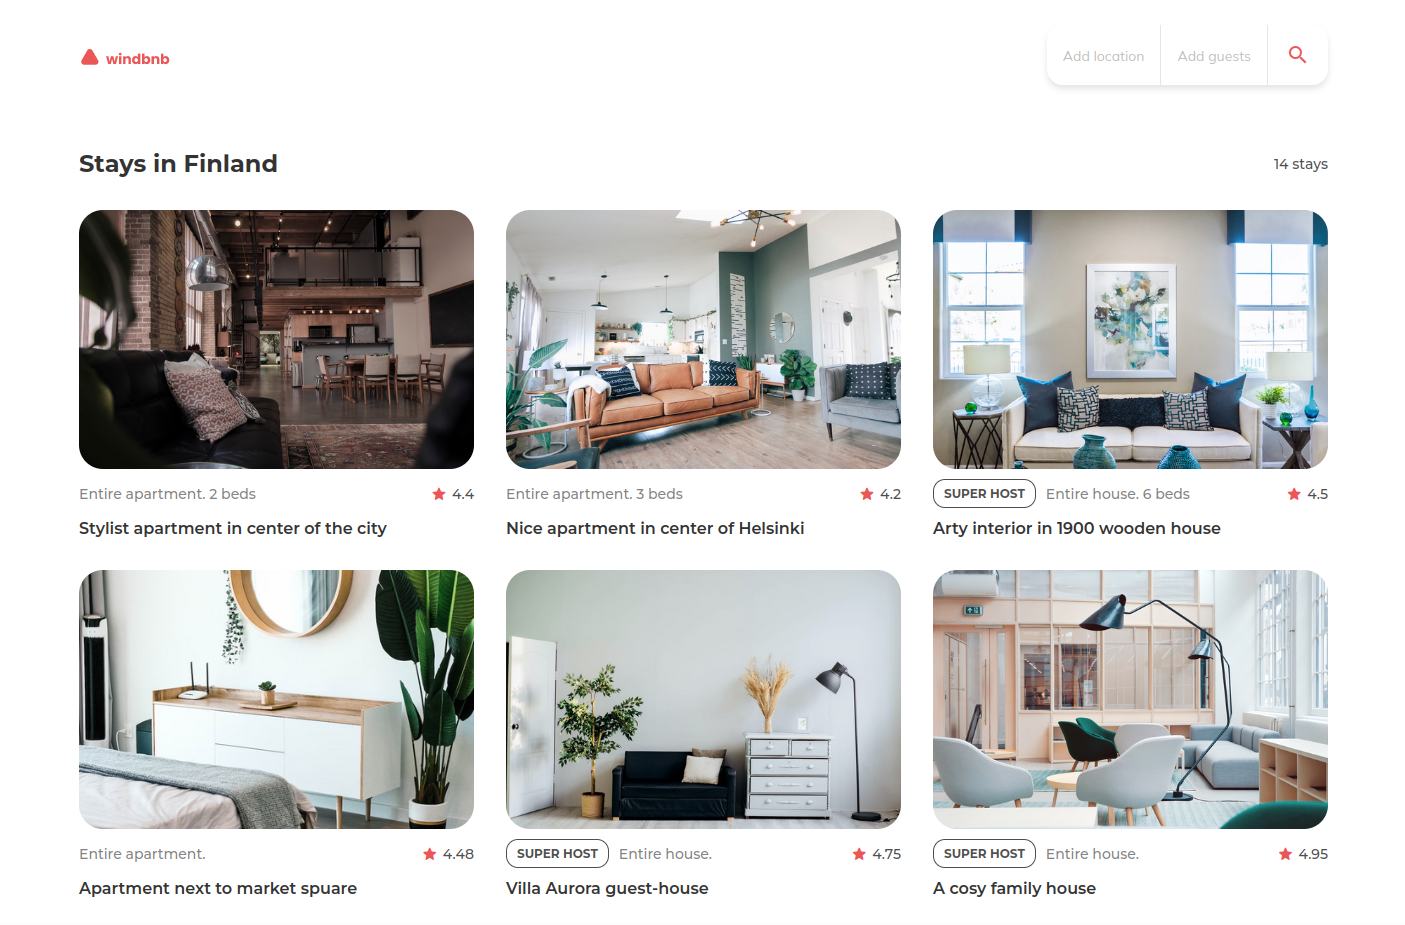 windbnb
Add location
Add guests
Stays in Finland
14 stays
Entire apartment. 2 beds
4.4
Stylist apartment in center of the city
Entire apartment. 3 beds
4.2
Nice apartment in center of Helsinki
SUPER HOST
Entire house. 6 beds
4.5
Arty interior in 1900 wooden house
Entire apartment.
4.48
Apartment next to market spuare
SUPER HOST
Entire house.
4.75
Villa Aurora guest-house
SUPER HOST
Entire house.
4.95
A cosy family house